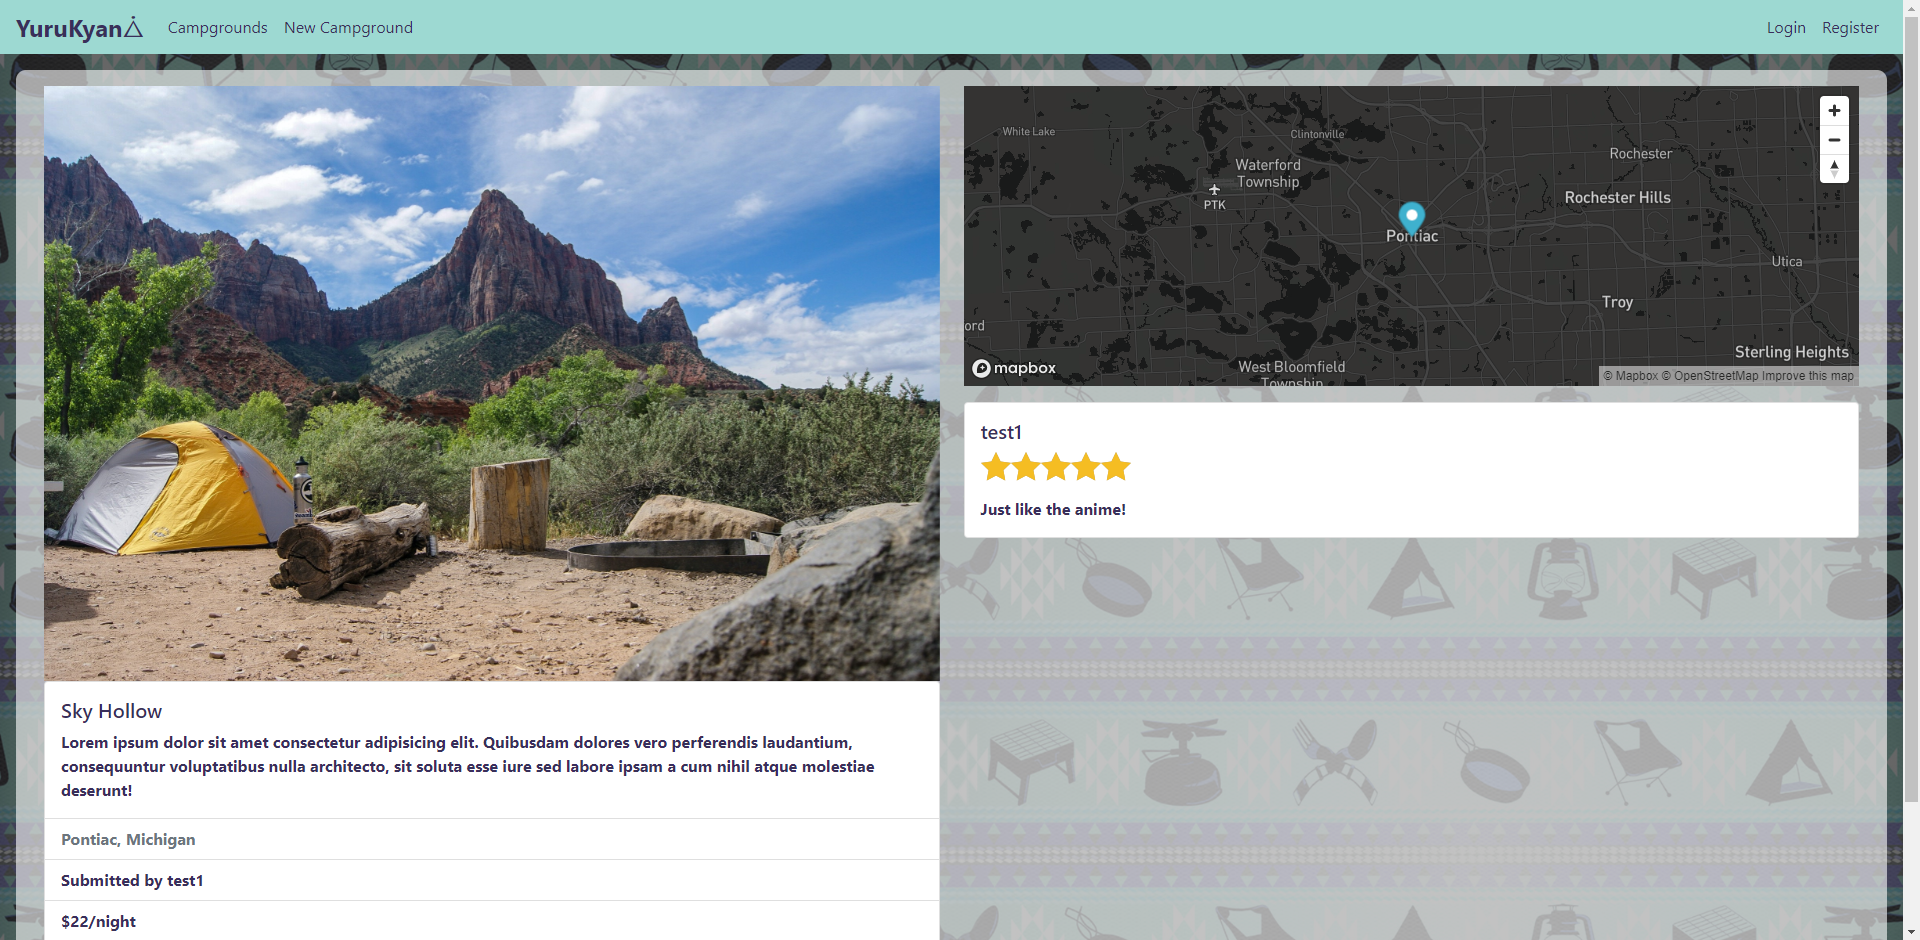 YuruKyan
Campgrounds
New Campground
Login
Register
White Lake
Clintonville
Waterford
Township
PTK
Rochester
Rochester Hills
Pontiac
Utica
Troy
ord
Sterling Heights
West Bloomfield
Township
mapbox
© Mapbox © OpenStreetMap Improve this map
test1
Just like the anime!
Sky Hollow
Lorem ipsum dolor sit amet consectetur adipisicing elit. Quibusdam dolores vero perferendis laudantium,
consequuntur voluptatibus nulla architecto, sit soluta esse iure sed labore ipsam a cum nihil atque molestiae
deserunt!
Pontiac, Michigan
Submitted by test1
$22/night